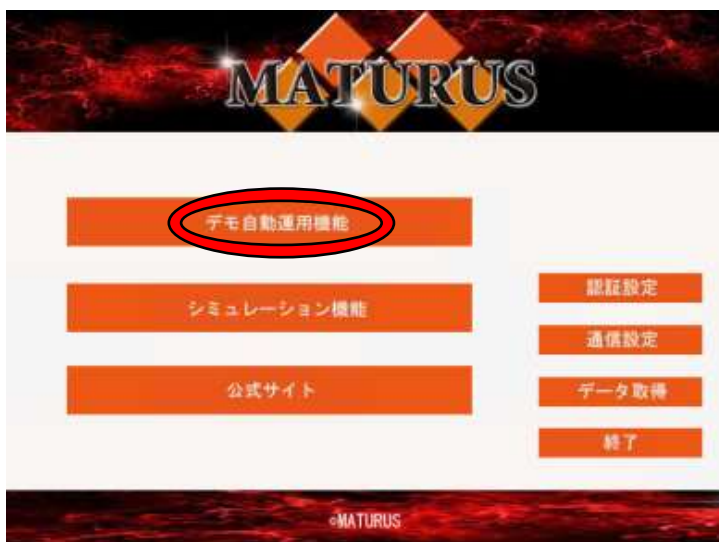 MATURUS
デモ自動運用機能
シミュレーション機能
公式サイト
認証設定
通信設定
データ取得
終了
©MATURUS